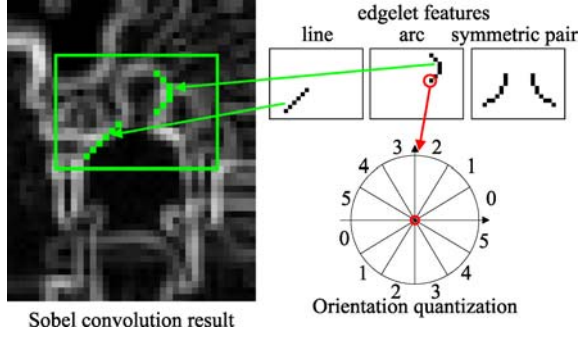 edgelet features
line arc symmetric pair
3 2
4 1
5 0
0 5
1 4
2 3
Orientation quantization
Sobel convolution result